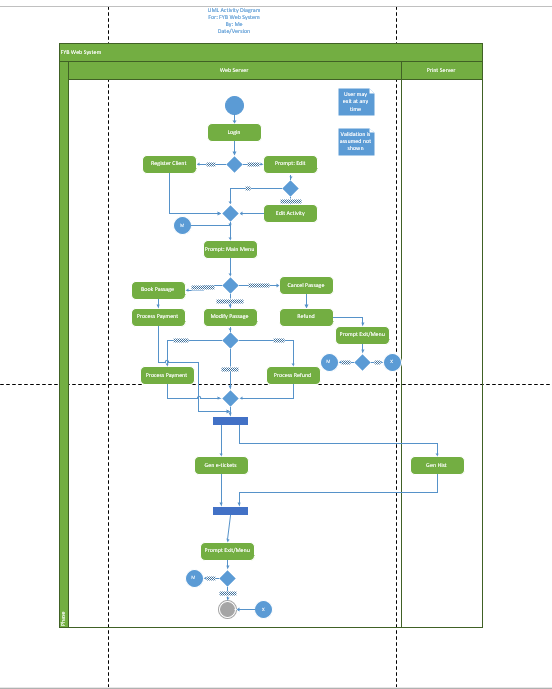 UML Activity Diagram
For: FYB Web System
By: Me
Date/Version
FYB Web System
Web Server
Print Server
User may
exit at any
time
Login
Validation is
assumed not
shown
Register Client
Prompt: Edit
Edit Activity
M
Prompt: Main Menu
Book Passage
Cancel Passage
Process Payment
Modify Passage
Refund
Prompt Exit/Menu
M
X
Process Payment
Process Refund
Gen e-tickets
Gen Hist
Prompt Exit/Menu
M
X
Phase